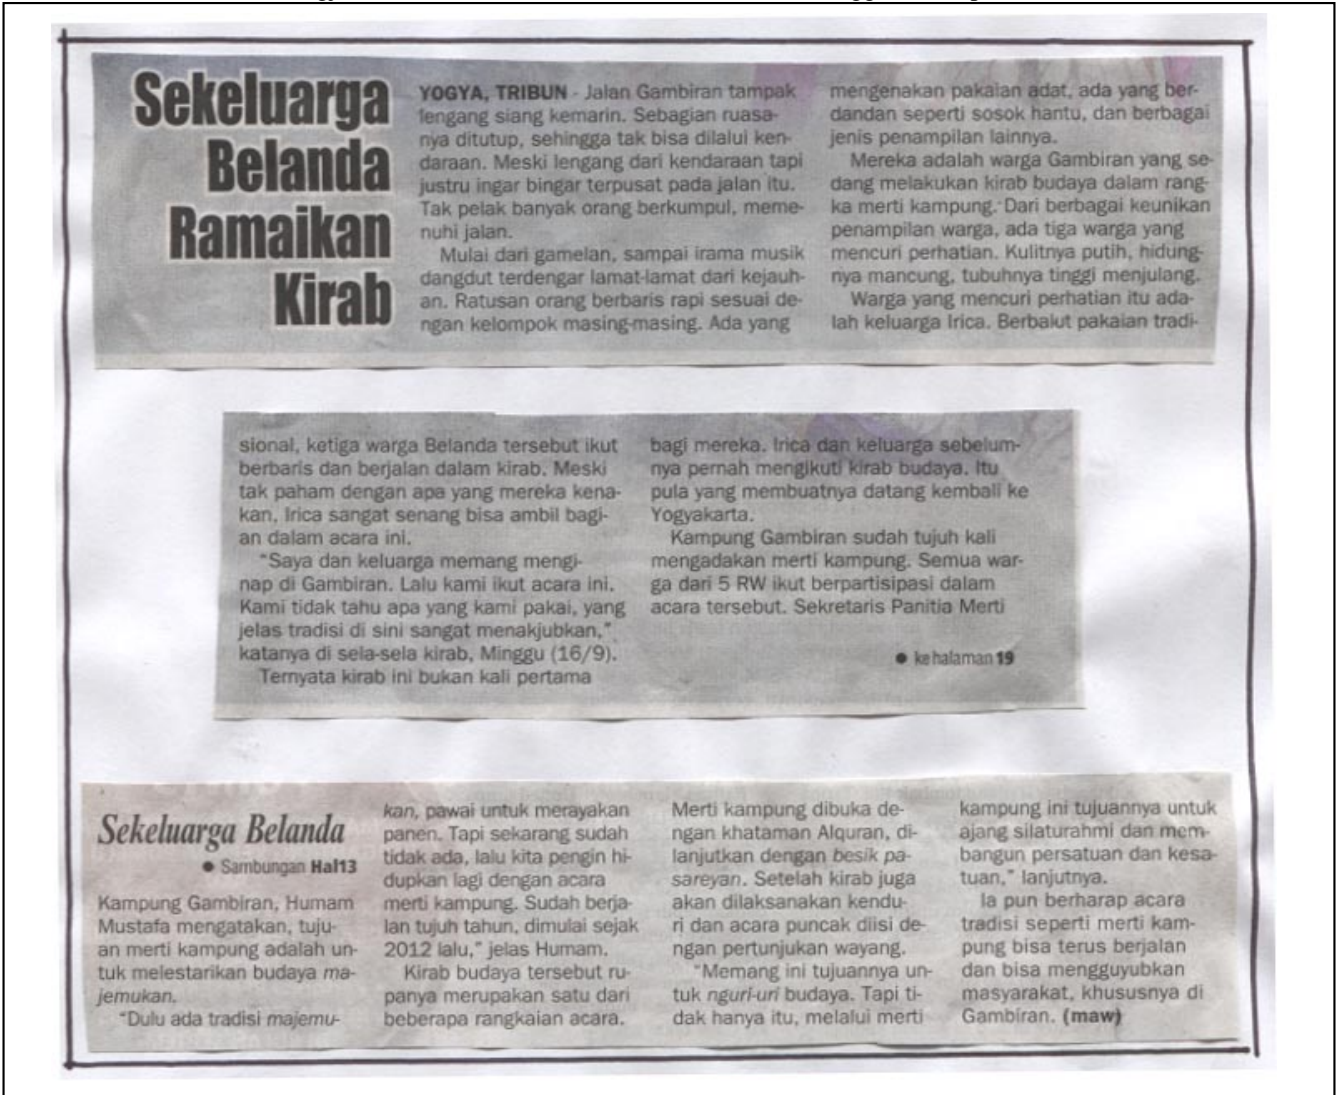 Sekeluarga
Belanda
Ramaikan
Kirab
YOGYA, TRIBUN - Jalan Gambiran tampak
lengang siang kemarin. Sebagian ruasa-
nya ditutup, sehingga tak bisa dilalui ken-
daraan. Meski lengang dari kendaraan tapi
justru ingar bingar terpusat pada jalan itu.
Tak pelak banyak orang berkumpul, meme-
nuhi jalan.
Mulai dari gamelan, sampai irama musik
dangdut terdengar lamat-lamat dari kejauh-
an. Ratusan orang berbaris rapi sesuai de-
ngan kelompok masing-masing. Ada yang
mengenakan pakaian adat, ada yang ber-
dandan seperti sosok hantu, dan berbagai
jenis penampilan lainnya.
Mereka adalah warga Gambiran yang se-
dang melakukan kirab budaya dalam rang-
ka merti kampung. Dari berbagai keunikan
penampilan warga, ada tiga warga yang
mencuri perhatian. Kulitnya putih, hidung-
nya mancung, tubuhnya tinggi menjulang.
Warga yang mencuri perhatian itu ada-
lah keluarga Irica. Berbalut pakaian tradi-
sional, ketiga warga Belanda tersebut ikut
berbaris dan berjalan dalam kirab. Meski
tak paham dengan apa yang mereka kena-
kan, Irica sangat senang bisa ambil bagi-
an dalam acara ini.
"Saya dan keluarga memang mengi-
nap di Gambiran. Lalu kami ikut acara ini.
Kami tidak tahu apa yang kami pakai, yang
jelas tradisi di sini sangat menakjubkan,"
katanya di sela-sela kirab, Minggu (16/9).
Ternyata kirab ini bukan kali pertama
bagi mereka. Irica dan keluarga sebelum-
nya pernah mengikuti kirab budaya. Itu
pula yang membuatnya datang kembali ke
Yogyakarta.
Kampung Gambiran sudah tujuh kali
mengadakan merti kampung. Semua war-
ga dari 5 RW ikut berpartisipasi dalam
acara tersebut. Sekretaris Panitia Merti
● ke halaman 19
Sekeluarga Belanda
● Sambungan Hal 13
Kampung Gambiran, Humam
Mustafa mengatakan, tuju-
an merti kampung adalah un-
tuk melestarikan budaya ma-
jemukan.
"Dulu ada tradisi majemu-
kan, pawai untuk merayakan
panen. Tapi sekarang sudah
tidak ada, lalu kita pengin hi-
dupkan lagi dengan acara
merti kampung. Sudah berja-
lan tujuh tahun, dimulai sejak
2012 lalu," jelas Humam.
Kirab budaya tersebut ru-
panya merupakan satu dari
beberapa rangkaian acara.
Merti kampung dibuka de-
ngan khataman Alquran, di-
lanjutkan dengan besik pa-
sareyan. Setelah kirab juga
akan dilaksanakan kendu-
ri dan acara puncak diisi de-
ngan pertunjukan wayang.
"Memang ini tujuannya un-
tuk nguri-uri budaya. Tapi ti-
dak hanya itu, melalui merti
kampung ini tujuannya untuk
ajang silaturahmi dan mem-
bangun persatuan dan kesa-
tuan," lanjutnya.
Ia pun berharap acara
tradisi seperti merti kam-
pung bisa terus berjalan
dan bisa mengguyubkan
masyarakat, khususnya di
Gambiran. (maw)